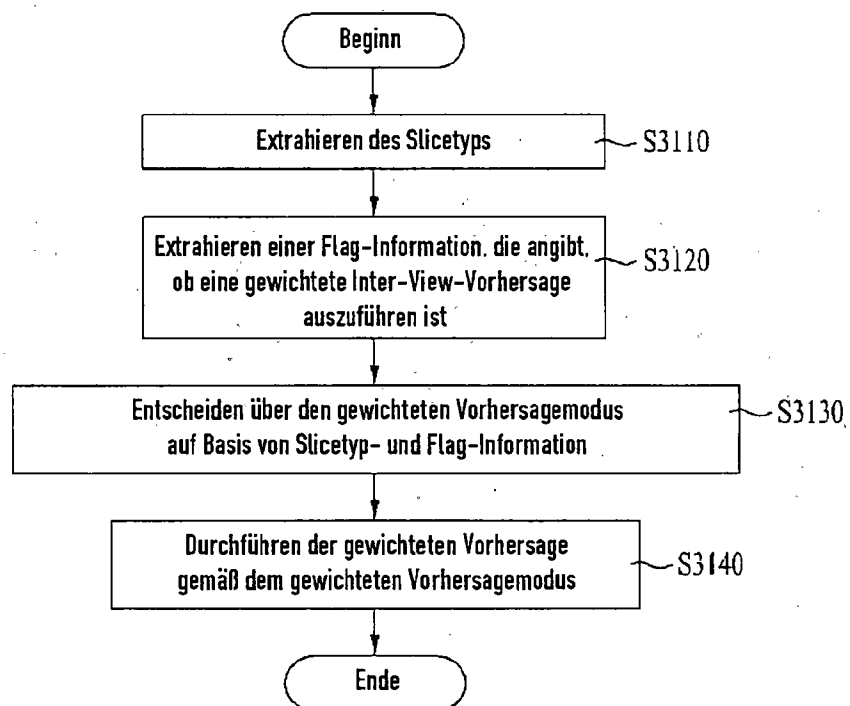 Beginn
Extrahieren des Slicetyps
S3110
Extrahieren einer Flag-Information, die angibt,
ob eine gewichtete Inter-View-Vorhersage
auszuführen ist
S3120
Entscheiden über den gewichteten Vorhersagemodus
auf Basis von Slicetyp- und Flag-Information
S3130
Durchführen der gewichteten Vorhersage
gemäß dem gewichteten Vorhersagemodus
S3140
Ende